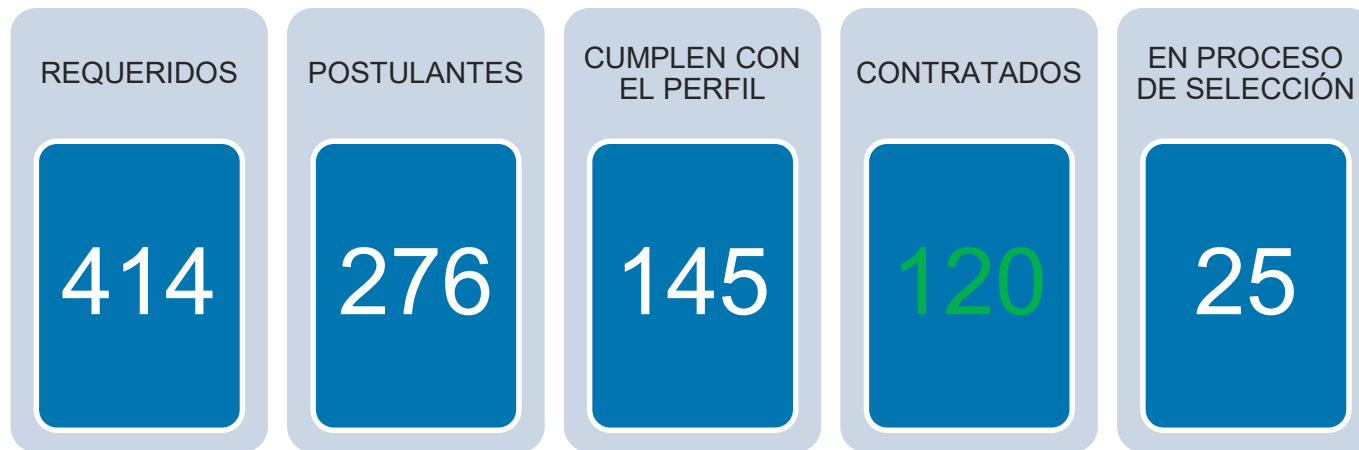 REQUERIDOS
414
POSTULANTES
276
CUMPLEN CON
EL PERFIL
145
CONTRATADOS
120
EN PROCESO
DE SELECCIÓN
25